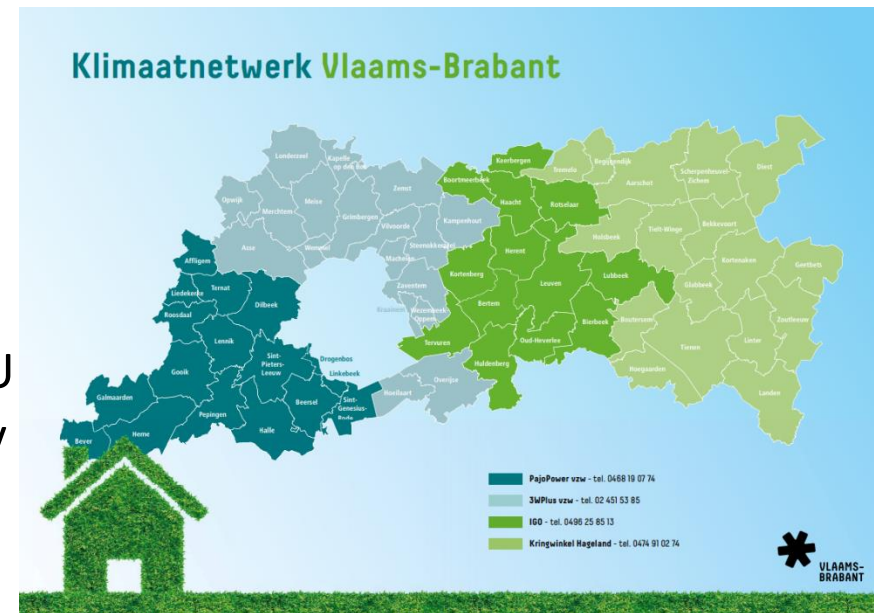 Klimaatnetwerk Vlaams-Brabant
Londerzeel
Kapelle
op den Bos
Opwijk
Merchtem
Meise
Zemst
Grimbergen
Vilvoorde
Kampenhout
Asse
Wemmel
Steenokkerzeel
Machelen
Zaventem
Kraainem
Wezembeek-
Oppem
Hoeilaart
Overijse
Keerbergen
Boortmeerbeek
Haacht
Rotselaar
Herent
Kortenberg
Leuven
Lubbeek
Bertem
Bierbeek
Tervuren
Oud-Heverlee
Huldenberg
Tremelo
Begijnendijk
Aarschot
Scherpenheuvel-
Zichem
Diest
Holsbeek
Tielt-Winge
Bekkevoort
Kortenaken
Geetbets
Glabbeek
Boutersem
Zoutleeuw
Tienen
Linter
Hoegaarden
Landen
Affligem
Liedekerke
Ternat
Dilbeek
Roosdaal
Lennik
Sint-
Pieters-
Leeuw
Drogenbos
Linkebeek
Gooik
Galmaarden
Beersel
Sint-
Genesius-
Rode
Pepingen
Halle
Bever
Herne
U
PajoPower vzw - tel. 0468 19 07 74
3WPlus vzw - tel. 02 451 53 85
IGO - tel. 0496 25 85 13
Kringwinkel Hageland - tel. 0474 91 02 74
VLAAMS-
BRABANT